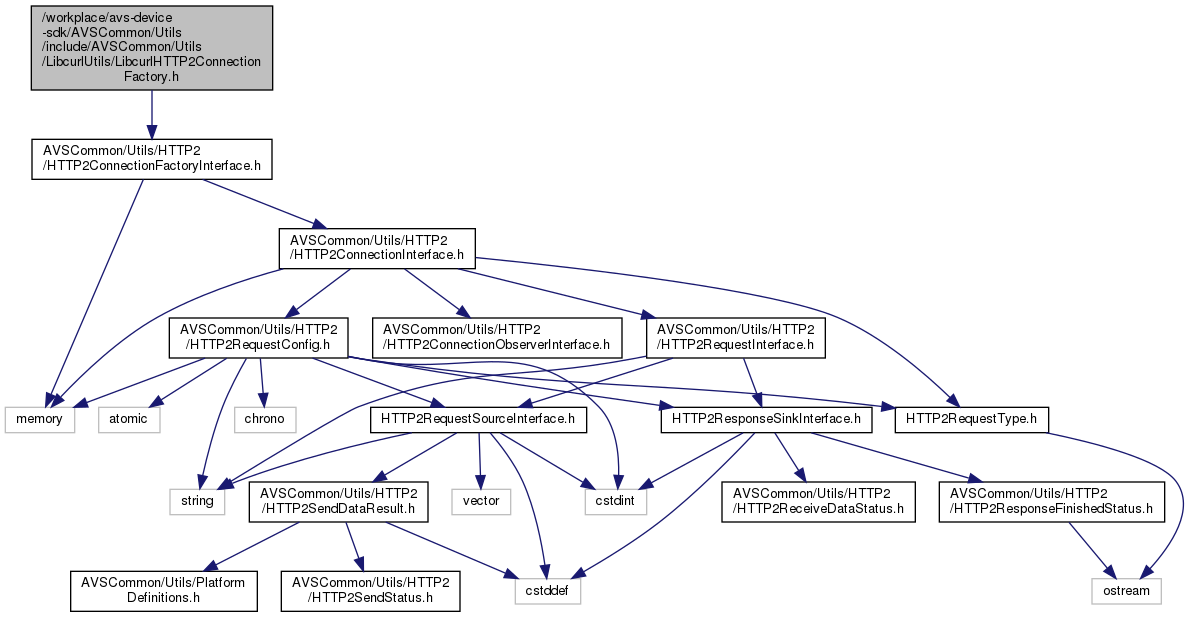 /workplace/avs-device
-sdk/AVSCommon/Utils
/include/AVSCommon/Utils
/LibcurlUtils/LibcurlHTTP2Connection
Factory.h
AVSCommon/Utils/HTTP2
/HTTP2ConnectionFactoryInterface.h
AVSCommon/Utils/HTTP2
/HTTP2ConnectionInterface.h
AVSCommon/Utils/HTTP2
/HTTP2RequestConfig.h
AVSCommon/Utils/HTTP2
/HTTP2ConnectionObserverInterface.h
AVSCommon/Utils/HTTP2
/HTTP2RequestInterface.h
memory
atomic
chrono
HTTP2RequestSourceInterface.h
HTTP2ResponseSinkInterface.h
HTTP2RequestType.h
string
AVSCommon/Utils/HTTP2
/HTTP2SendDataResult.h
vector
cstdint
AVSCommon/Utils/HTTP2
/HTTP2ReceiveDataStatus.h
AVSCommon/Utils/HTTP2
/HTTP2ResponseFinishedStatus.h
AVSCommon/Utils/Platform
Definitions.h
AVSCommon/Utils/HTTP2
/HTTP2SendStatus.h
cstddef
ostream